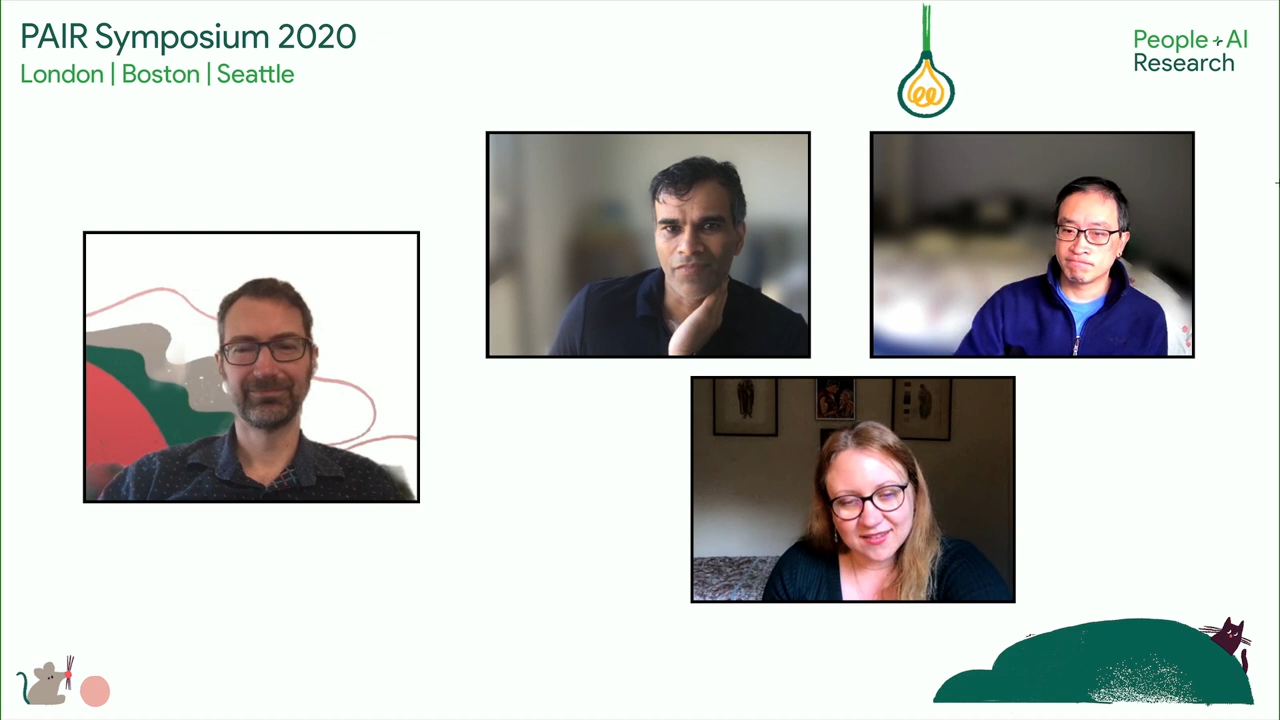 PAIR Symposium 2020
London | Boston | Seattle
People + AI
Research